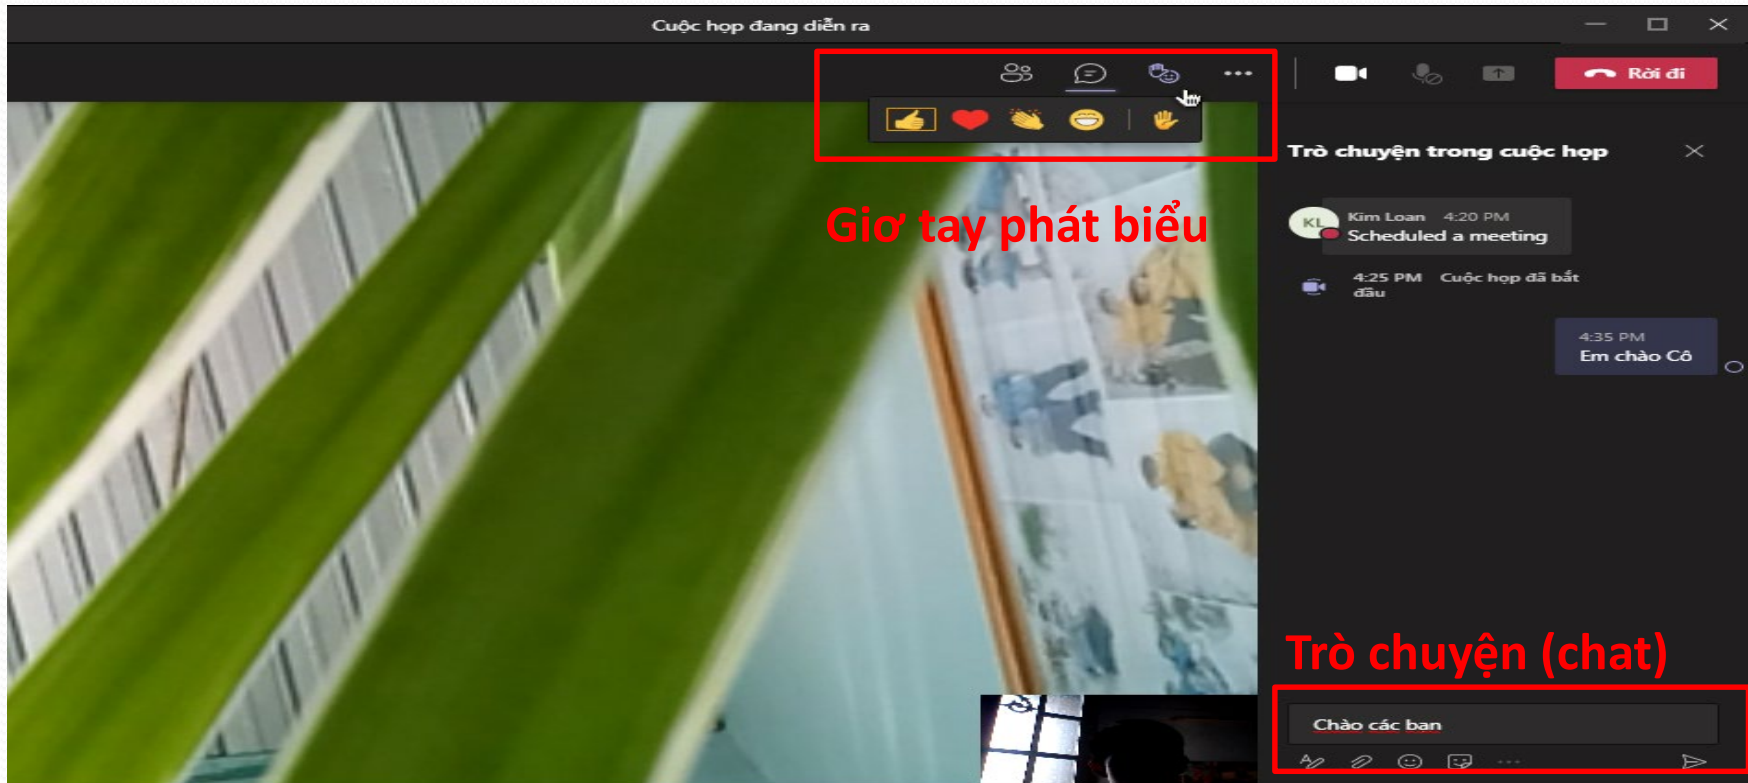 Cuộc họp đang diễn ra
Rời đi
Giơ tay phát biểu
Trò chuyện trong cuộc họp
KL
Kim Loan 4:20 PM
Scheduled a meeting
4:25 PM Cuộc họp đã bắt
đầu
4:35 PM
Em chào Cô
Trò chuyện (chat)
Chào các bạn